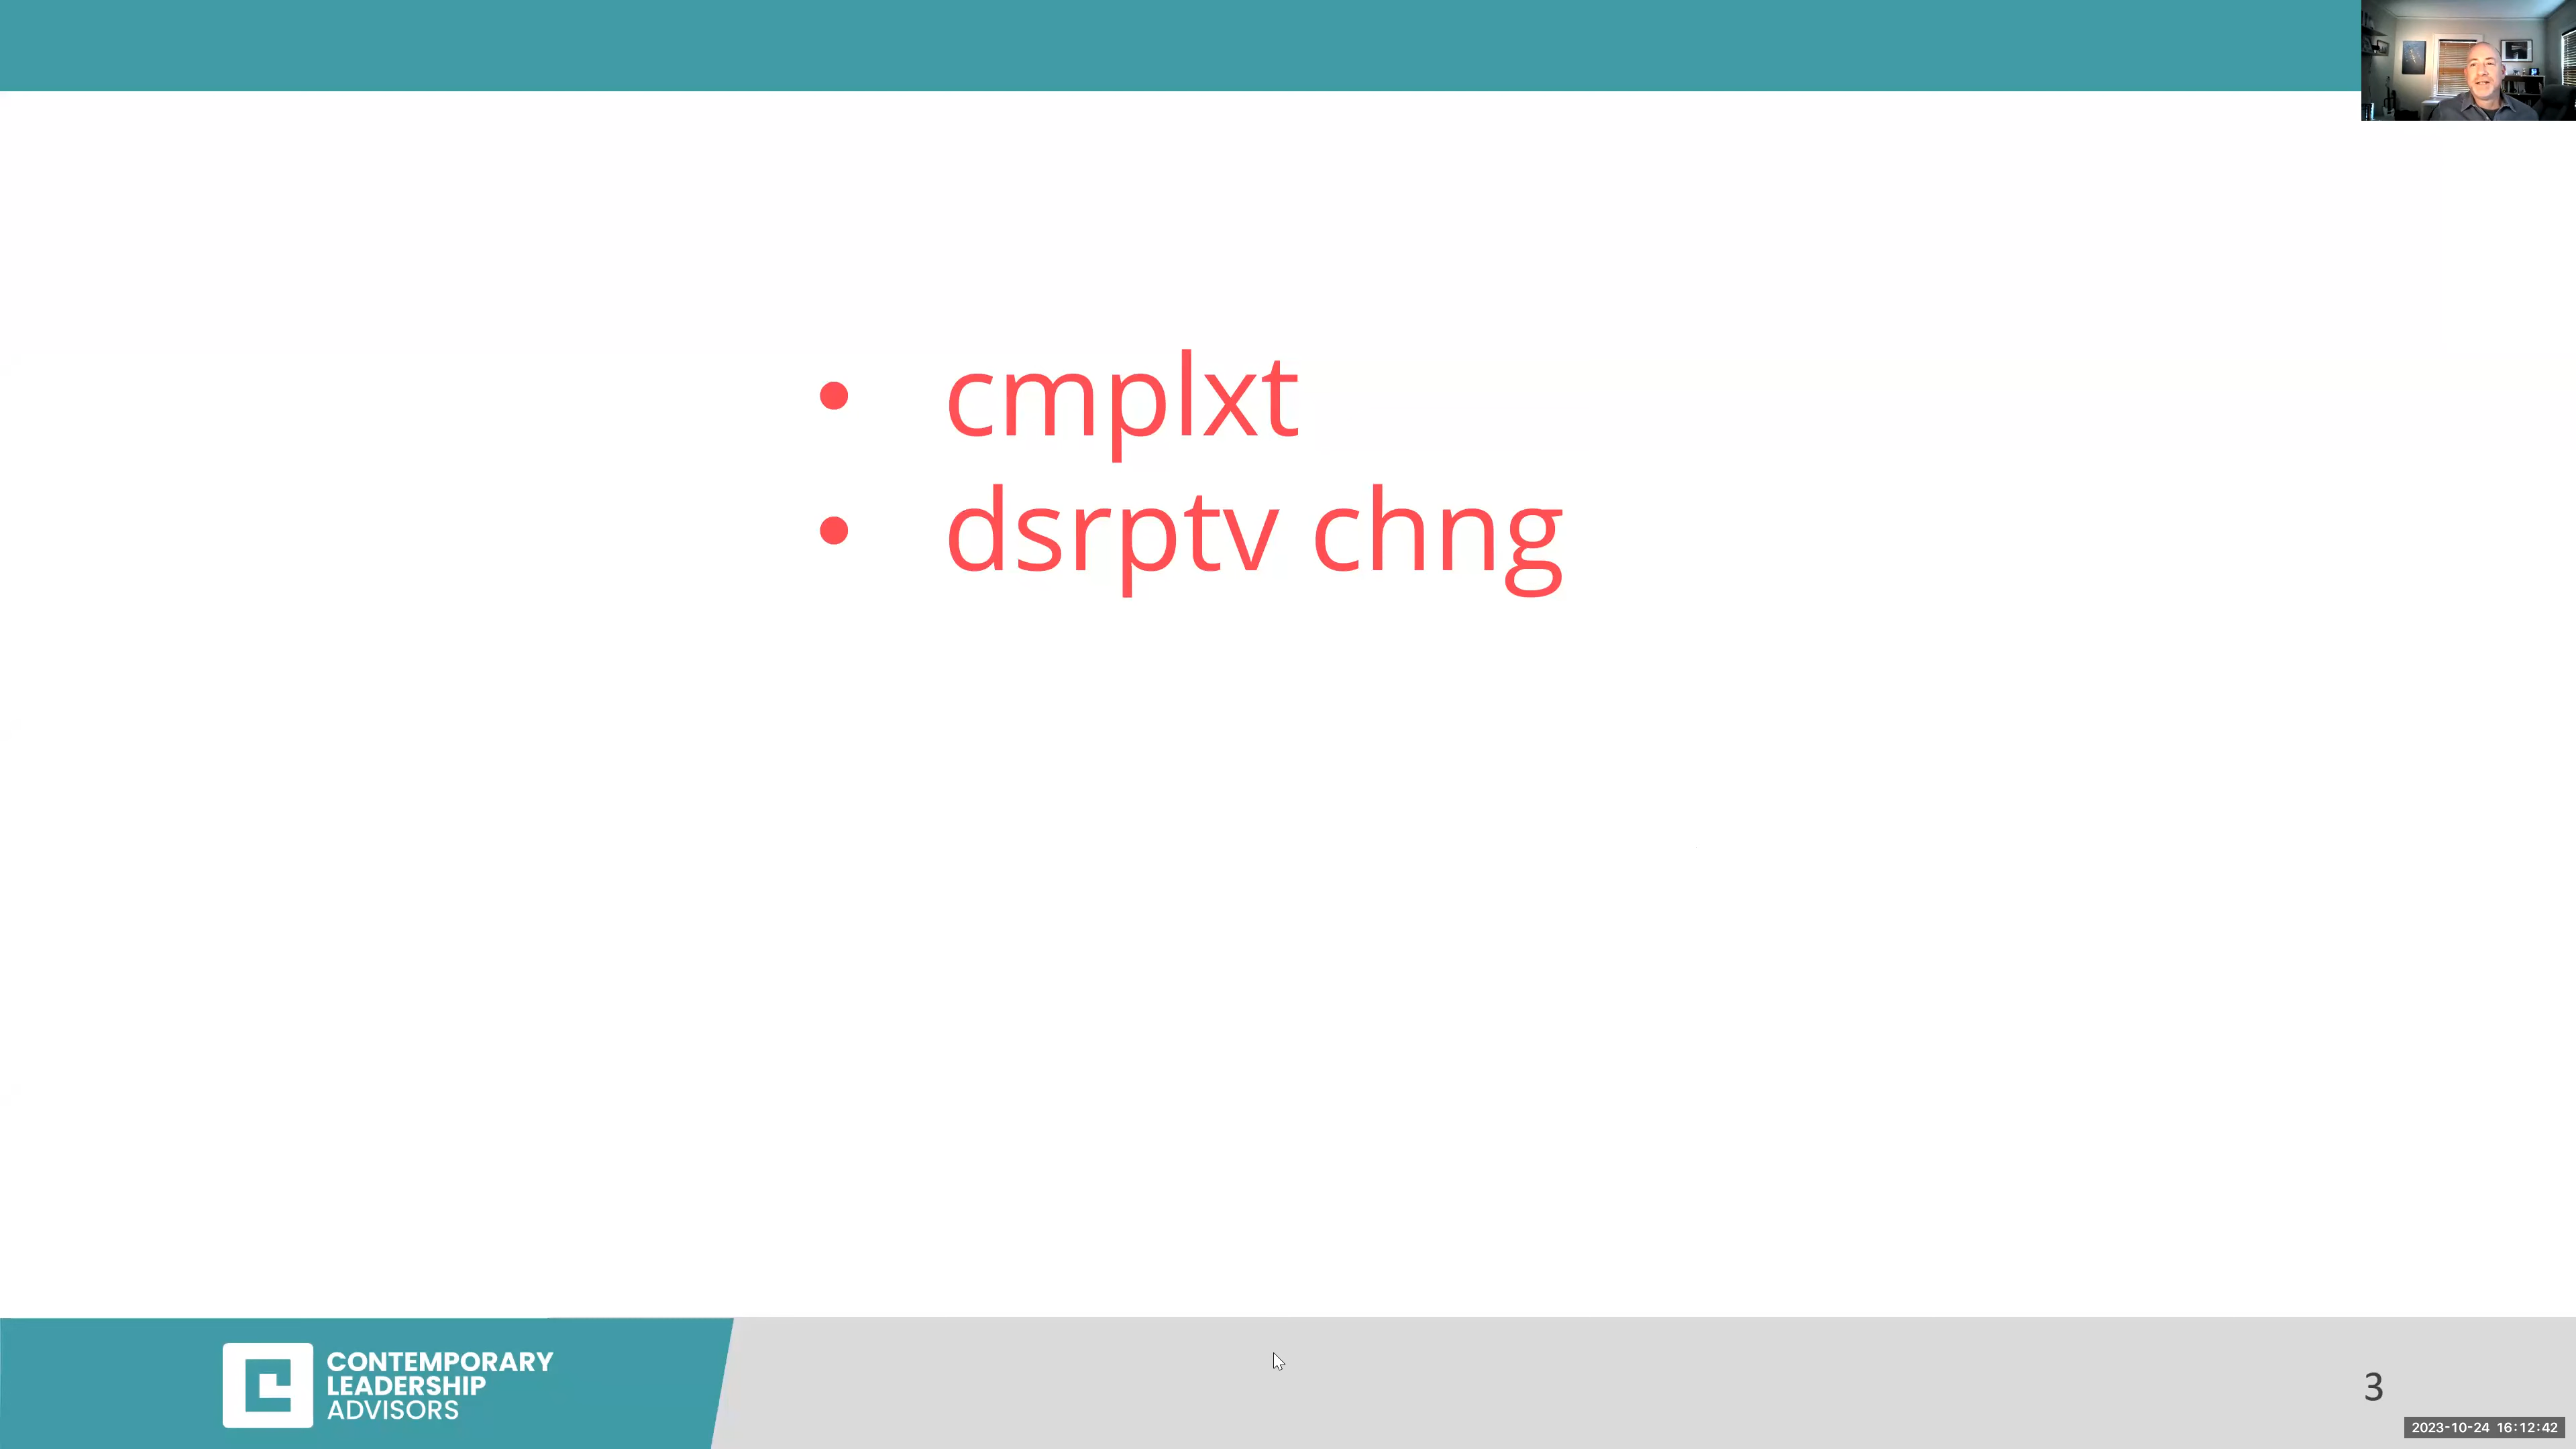 • cmplxt
• dsrptv chng
CONTEMPORARY
LEADERSHIP
ADVISORS
3
2023-10-24 16:12:42